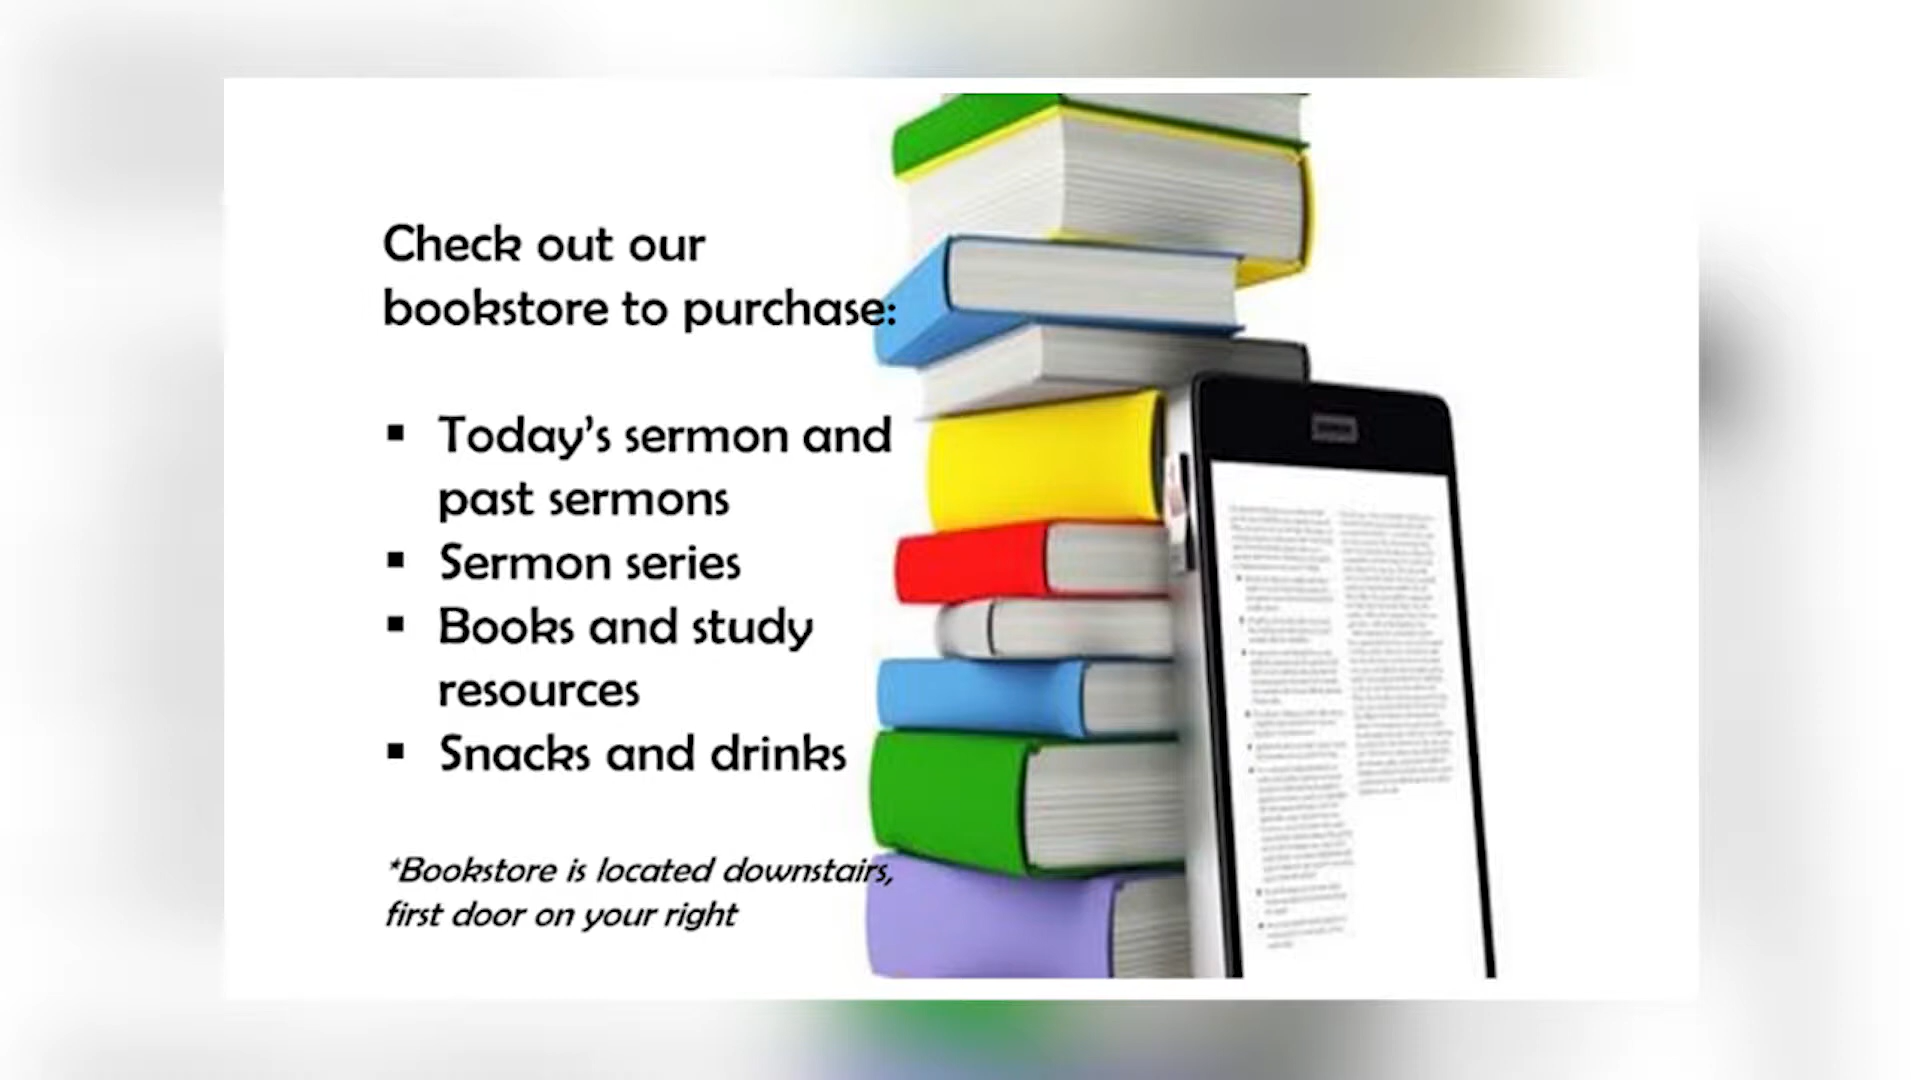 Check out our
bookstore to purchase:
▪ Today's sermon and
past sermons
▪ Sermon series
▪ Books and study
resources
▪ Snacks and drinks
*Bookstore is located downstairs,
first door on your right